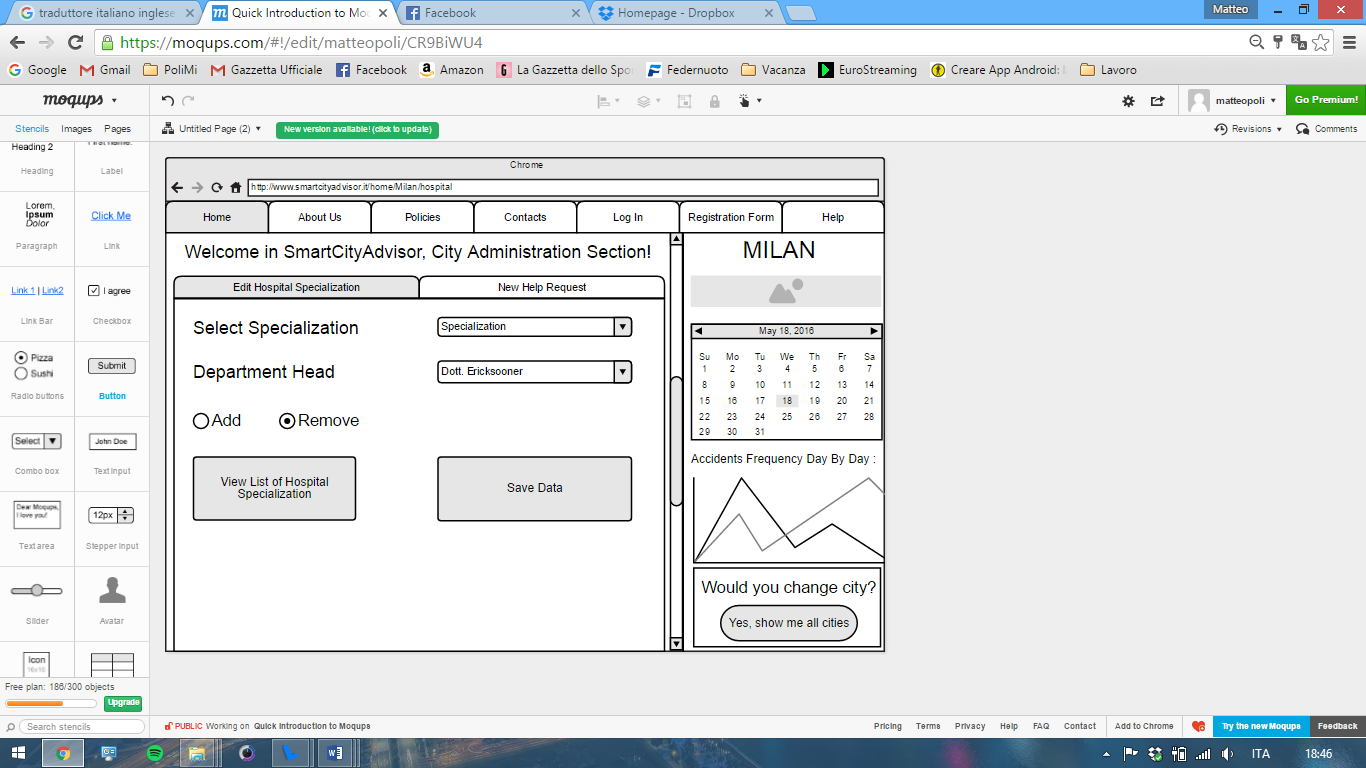 traduttore italiano inglese
Quick Introduction to Moq
Facebook
Homepage - Dropbox
Matteo
https://moqups.com/#!/edit/matteopoli/CR9BiWU4
Google
Gmail
PoliMi
Gazzetta Ufficiale
Facebook
Amazon
La Gazzetta dello Spo
Federnuoto
Vacanza
EuroStreaming
Creare App Android:
Lavoro
moqups
matteopoli
Go Premium!
Stencils Images Pages
Untitled Page (2)
New version available! (click to update)
Revisions
Comments
Heading 2
First name:
Heading
Label
Lorem,
Ipsum
Dolor
Click Me
Paragraph
Link
Link 1 | Link2
I agree
Link Bar
Checkbox
Pizza
Sushi
Submit
Radio buttons
Button
Select
John Doe
Combo box
Text input
Dear Moqups,
I love you!
12px
Text area
Stepper Input
Slider
Avatar
Icon
16x16
Free plan: 186/300 objects
Upgrade
Search stencils
Chrome
http://www.smartcityadvisor.it/home/Milan/hospital
Home
About Us
Policies
Contacts
Log In
Registration Form
Help
Welcome in SmartCityAdvisor, City Administration Section!
Edit Hospital Specialization
New Help Request
Select Specialization
Specialization
Department Head
Dott. Ericksooner
Add
Remove
View List of Hospital
Specialization
Save Data
MILAN
May 18, 2016
Su Mo Tu We Th Fr Sa
1 2 3 4 5 6 7
8 9 10 11 12 13 14
15 16 17 18 19 20 21
22 23 24 25 26 27 28
29 30 31
Accidents Frequency Day By Day :
Would you change city?
Yes, show me all cities
PUBLIC Working on Quick Introduction to Moqups
Pricing
Terms
Privacy
Help
FAQ
Contact
Add to Chrome
Try the new Moqups
Feedback
ITA
18:46